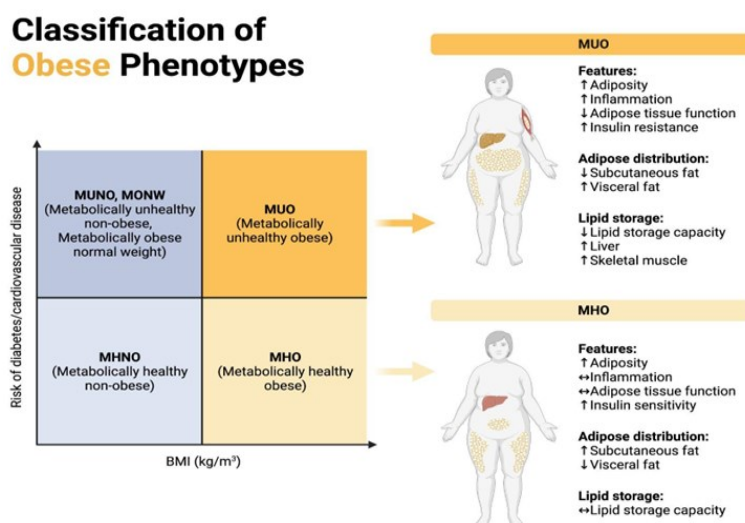 Classification of
Obese Phenotypes
Risk of diabetes/cardiovascular disease
MUNO, MONW
(Metabolically unhealthy
non-obese,
Metabolically obese
normal weight)
MUO
(Metabolically
unhealthy obese)
MHNO
(Metabolically healthy
non-obese)
MHO
(Metabolically healthy
obese)
BMI (kg/m³)
MUO
Features:
↑Adiposity
↑Inflammation
↓Adipose tissue function
↑Insulin resistance
Adipose distribution:
↓Subcutaneous fat
↑Visceral fat
Lipid storage:
↓Lipid storage capacity
↑Liver
↑Skeletal muscle
MHO
Features:
↑Adiposity
↔Inflammation
↔Adipose tissue function
↑Insulin sensitivity
Adipose distribution:
↑Subcutaneous fat
↓Visceral fat
Lipid storage:
↔Lipid storage capacity